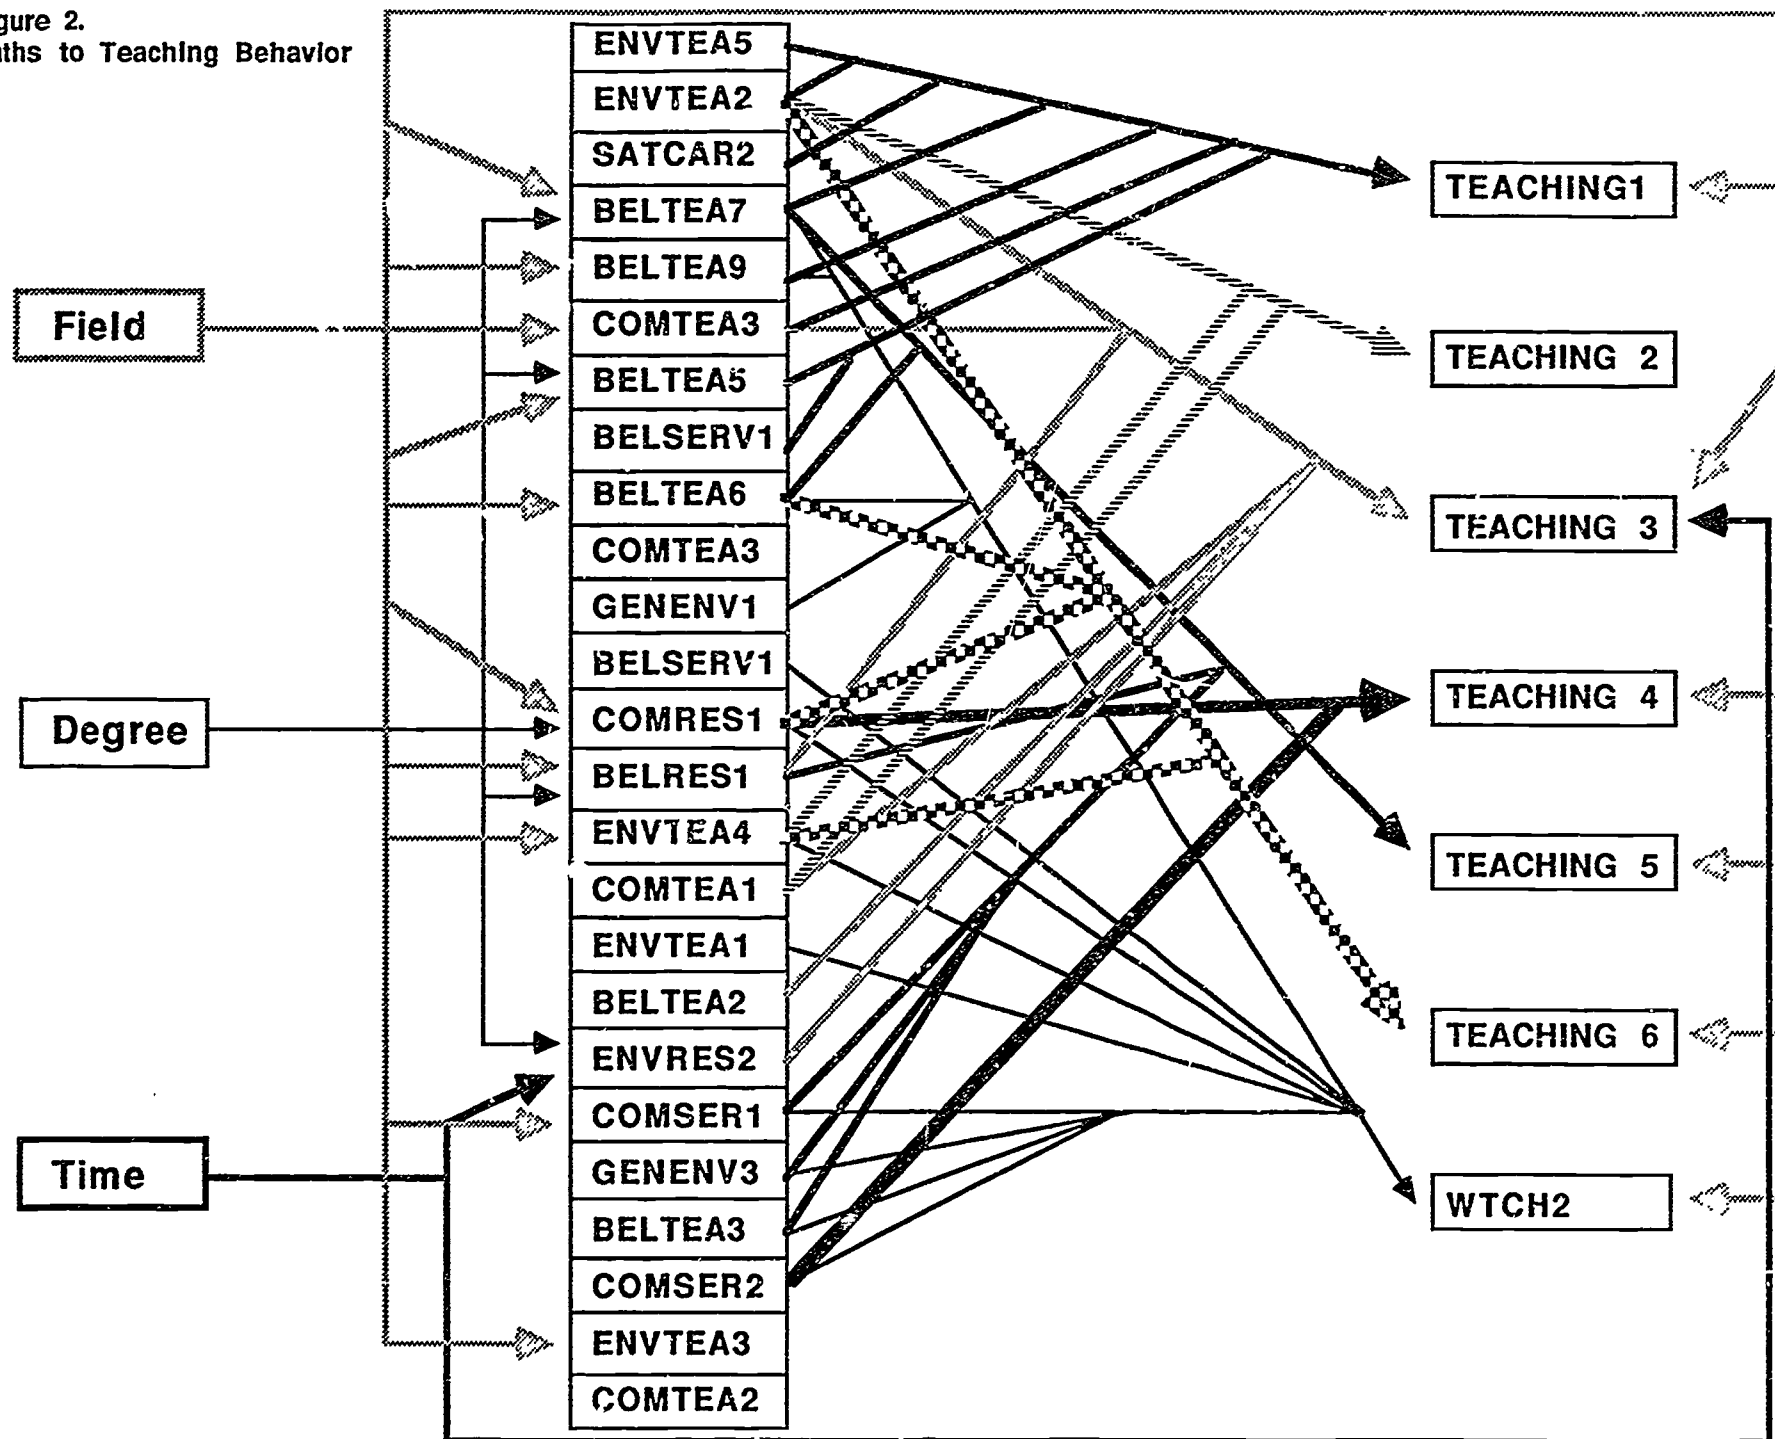 gure 2.
ths to Teaching Behavior
ENVTEA5
ENVTEA2
SATCAR2
BELTEA7
BELTEA9
COMTEA3
BELTEA5
BELSERV1
BELTEA6
COMTEA3
GENENV1
BELSERV1
COMRES1
BELRES1
ENVTEA4
COMTEA1
ENVTEA1
BELTEA2
ENVRES2
COMSER1
GENENV3
BELTEA3
COMSER2
ENVTEA3
COMTEA2
Field
Degree
Time
TEACHING1
TEACHING 2
TEACHING 3
TEACHING 4
TEACHING 5
TEACHING 6
WTCH2